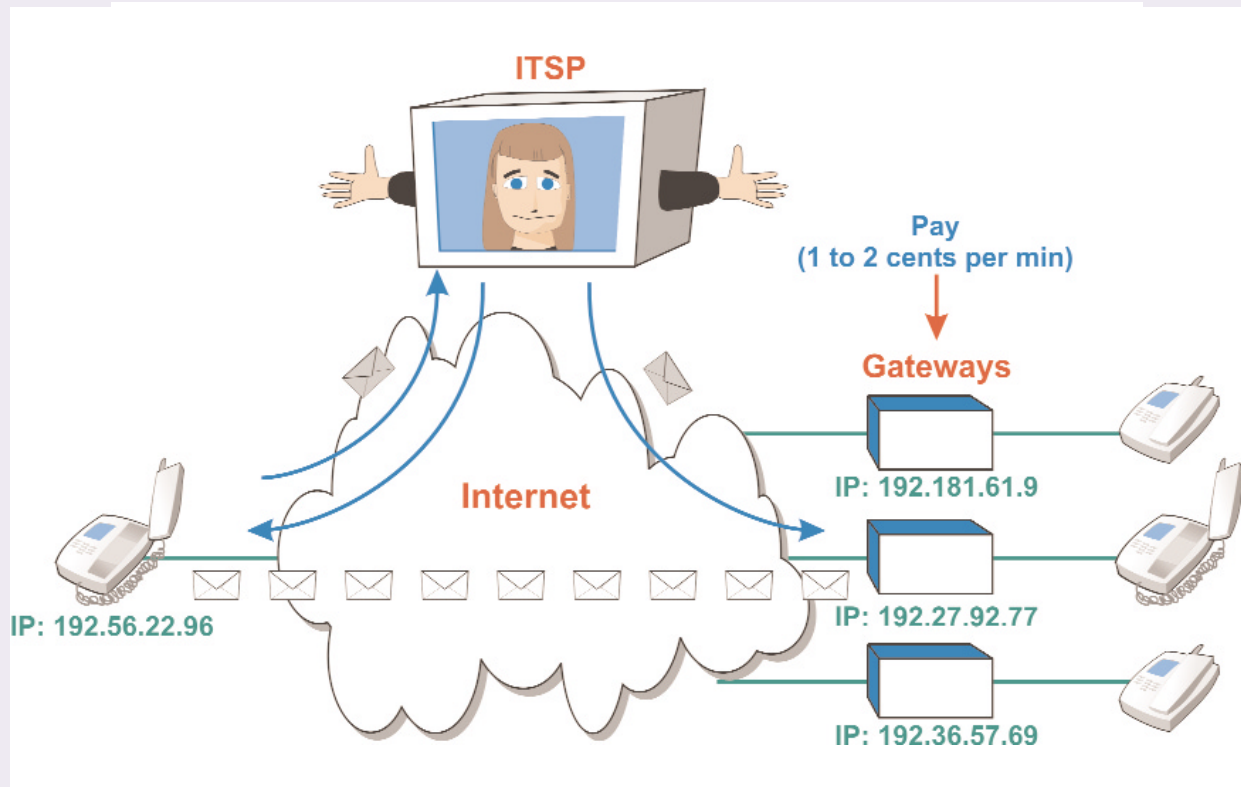 ITSP
Pay
(1 to 2 cents per min)
Gateways
IP: 192.181.61.9
Internet
IP: 192.56.22.96
IP: 192.27.92.77
IP: 192.36.57.69